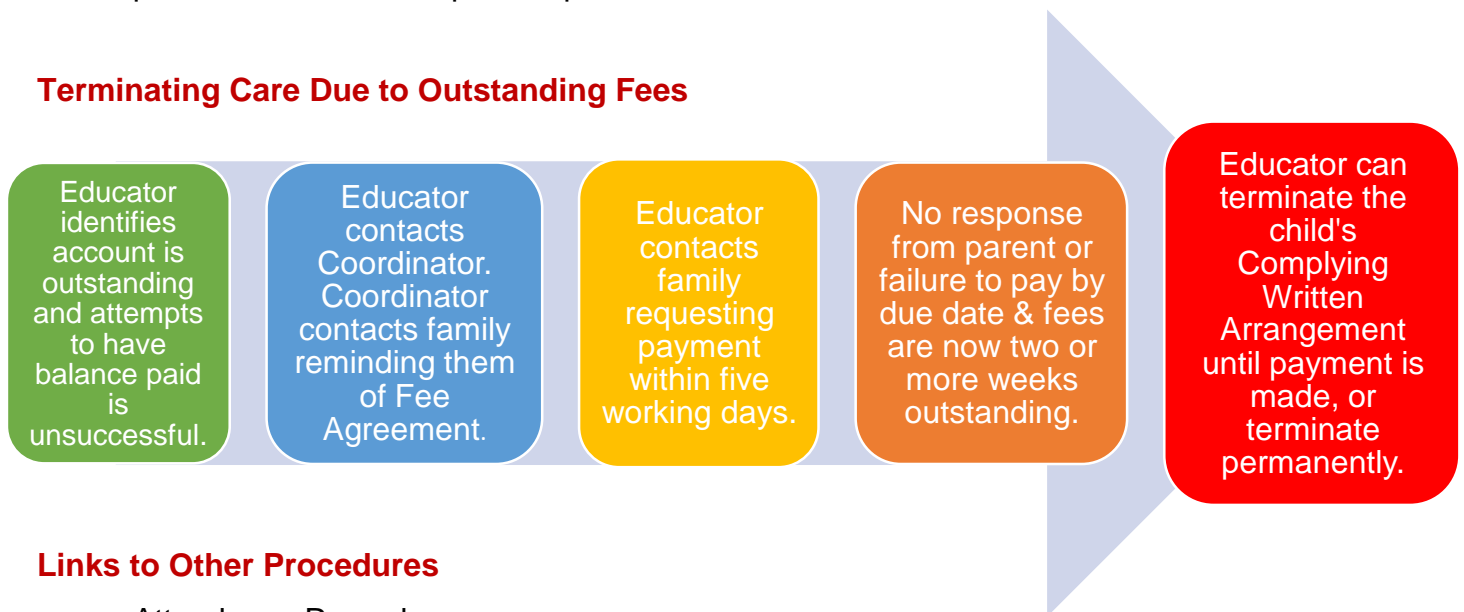 Terminating Care Due to Outstanding Fees
Educator
identifies
account is
outstanding
and attempts
to have
balance paid
is
unsuccessful.
Educator
contacts
Coordinator.
Coordinator
contacts family
reminding them
of Fee
Agreement.
Educator
contacts
family
requesting
payment
within five
working days.
No response
from parent or
failure to pay by
due date & fees
are now two or
more weeks
outstanding.
Educator can
terminate the
child's
Complying
Written
Arrangement
until payment is
made, or
terminate
permanently.
Links to Other Procedures